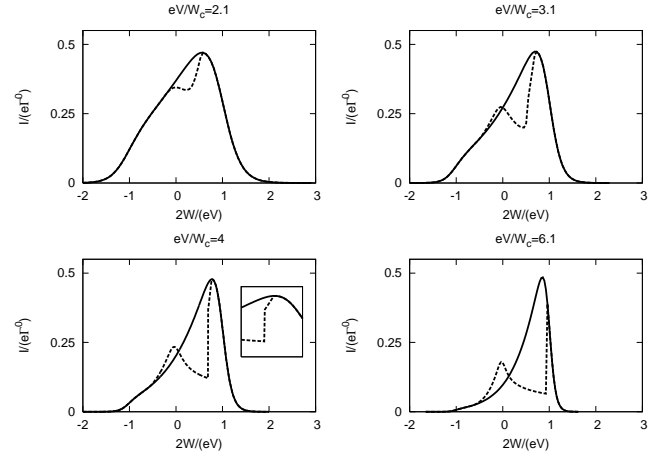 eV/W_c=2.1
I/(eΓ^0)
0.5
0.25
0
-2 -1 0 1 2 3
2W/(eV)
eV/W_c=3.1
I/(eΓ^0)
0.5
0.25
0
-2 -1 0 1 2 3
2W/(eV)
eV/W_c=4
I/(eΓ^0)
0.5
0.25
0
-2 -1 0 1 2 3
2W/(eV)
eV/W_c=6.1
I/(eΓ^0)
0.5
0.25
0
-2 -1 0 1 2 3
2W/(eV)